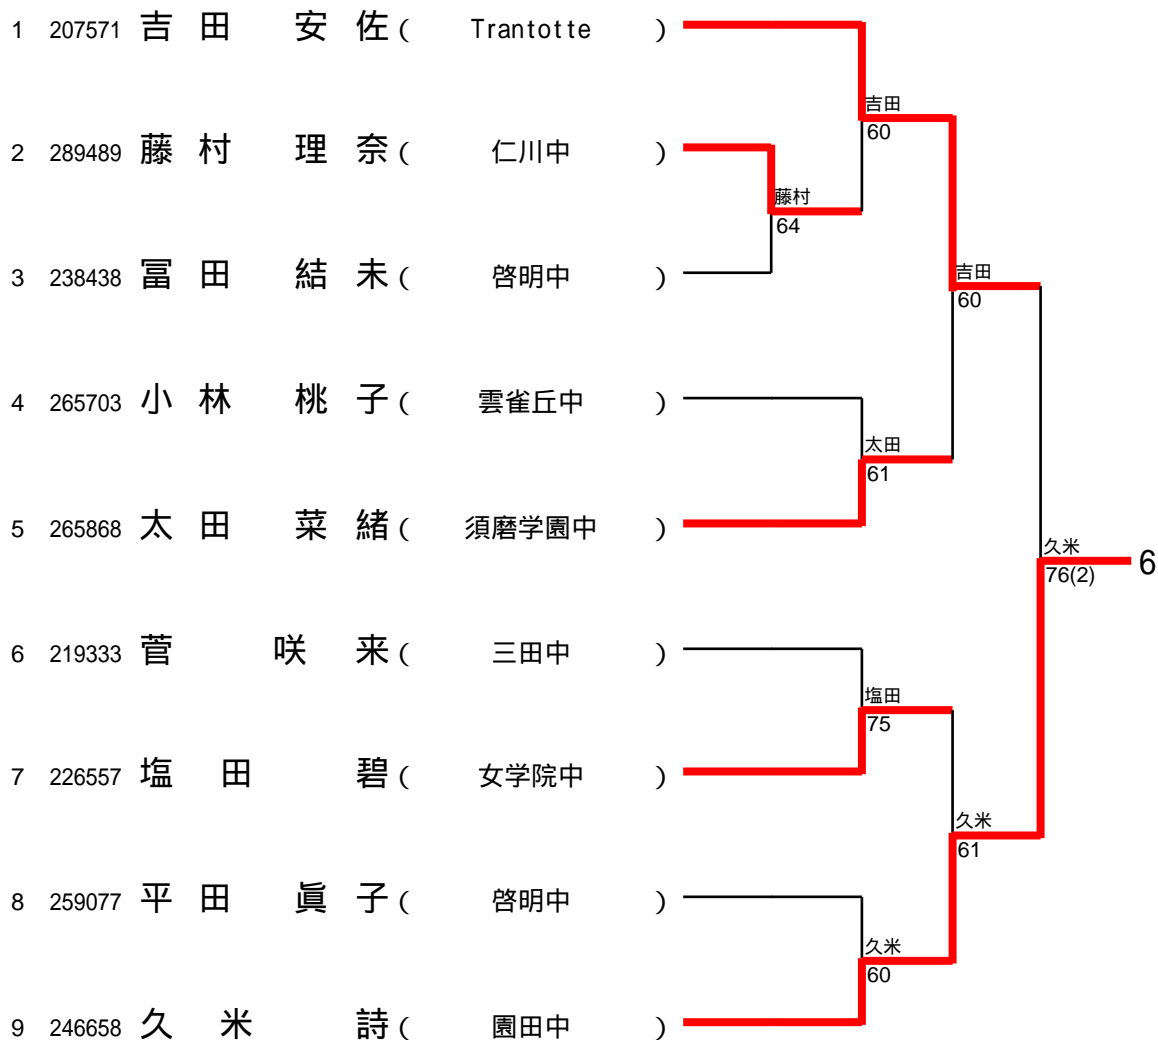 1 207571 吉田 安佐 ( Trantotte )
吉田
60
2 289489 藤村 理奈 ( 仁川中 )
藤村
64
3 238438 冨田 結未 ( 啓明中 )
吉田
60
4 265703 小林 桃子 ( 雲雀丘中 )
太田
61
5 265868 太田 菜緒 ( 須磨学園中 )
久米
76(2)
6
6 219333 菅 咲来 ( 三田中 )
塩田
75
7 226557 塩田 碧 ( 女学院中 )
久米
61
8 259077 平田 眞子 ( 啓明中 )
久米
60
9 246658 久米 詩 ( 園田中 )